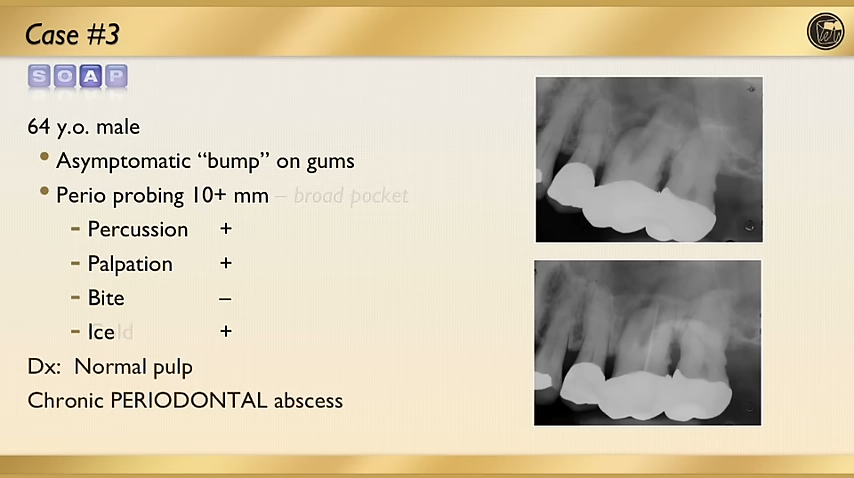 Case #3
S O A P
64 y.o. male
• Asymptomatic “bump” on gums
• Perio probing 10+ mm – broad pocket
– Percussion +
– Palpation +
– Bite –
– Ice +
Dx: Normal pulp
Chronic PERIODONTAL abscess